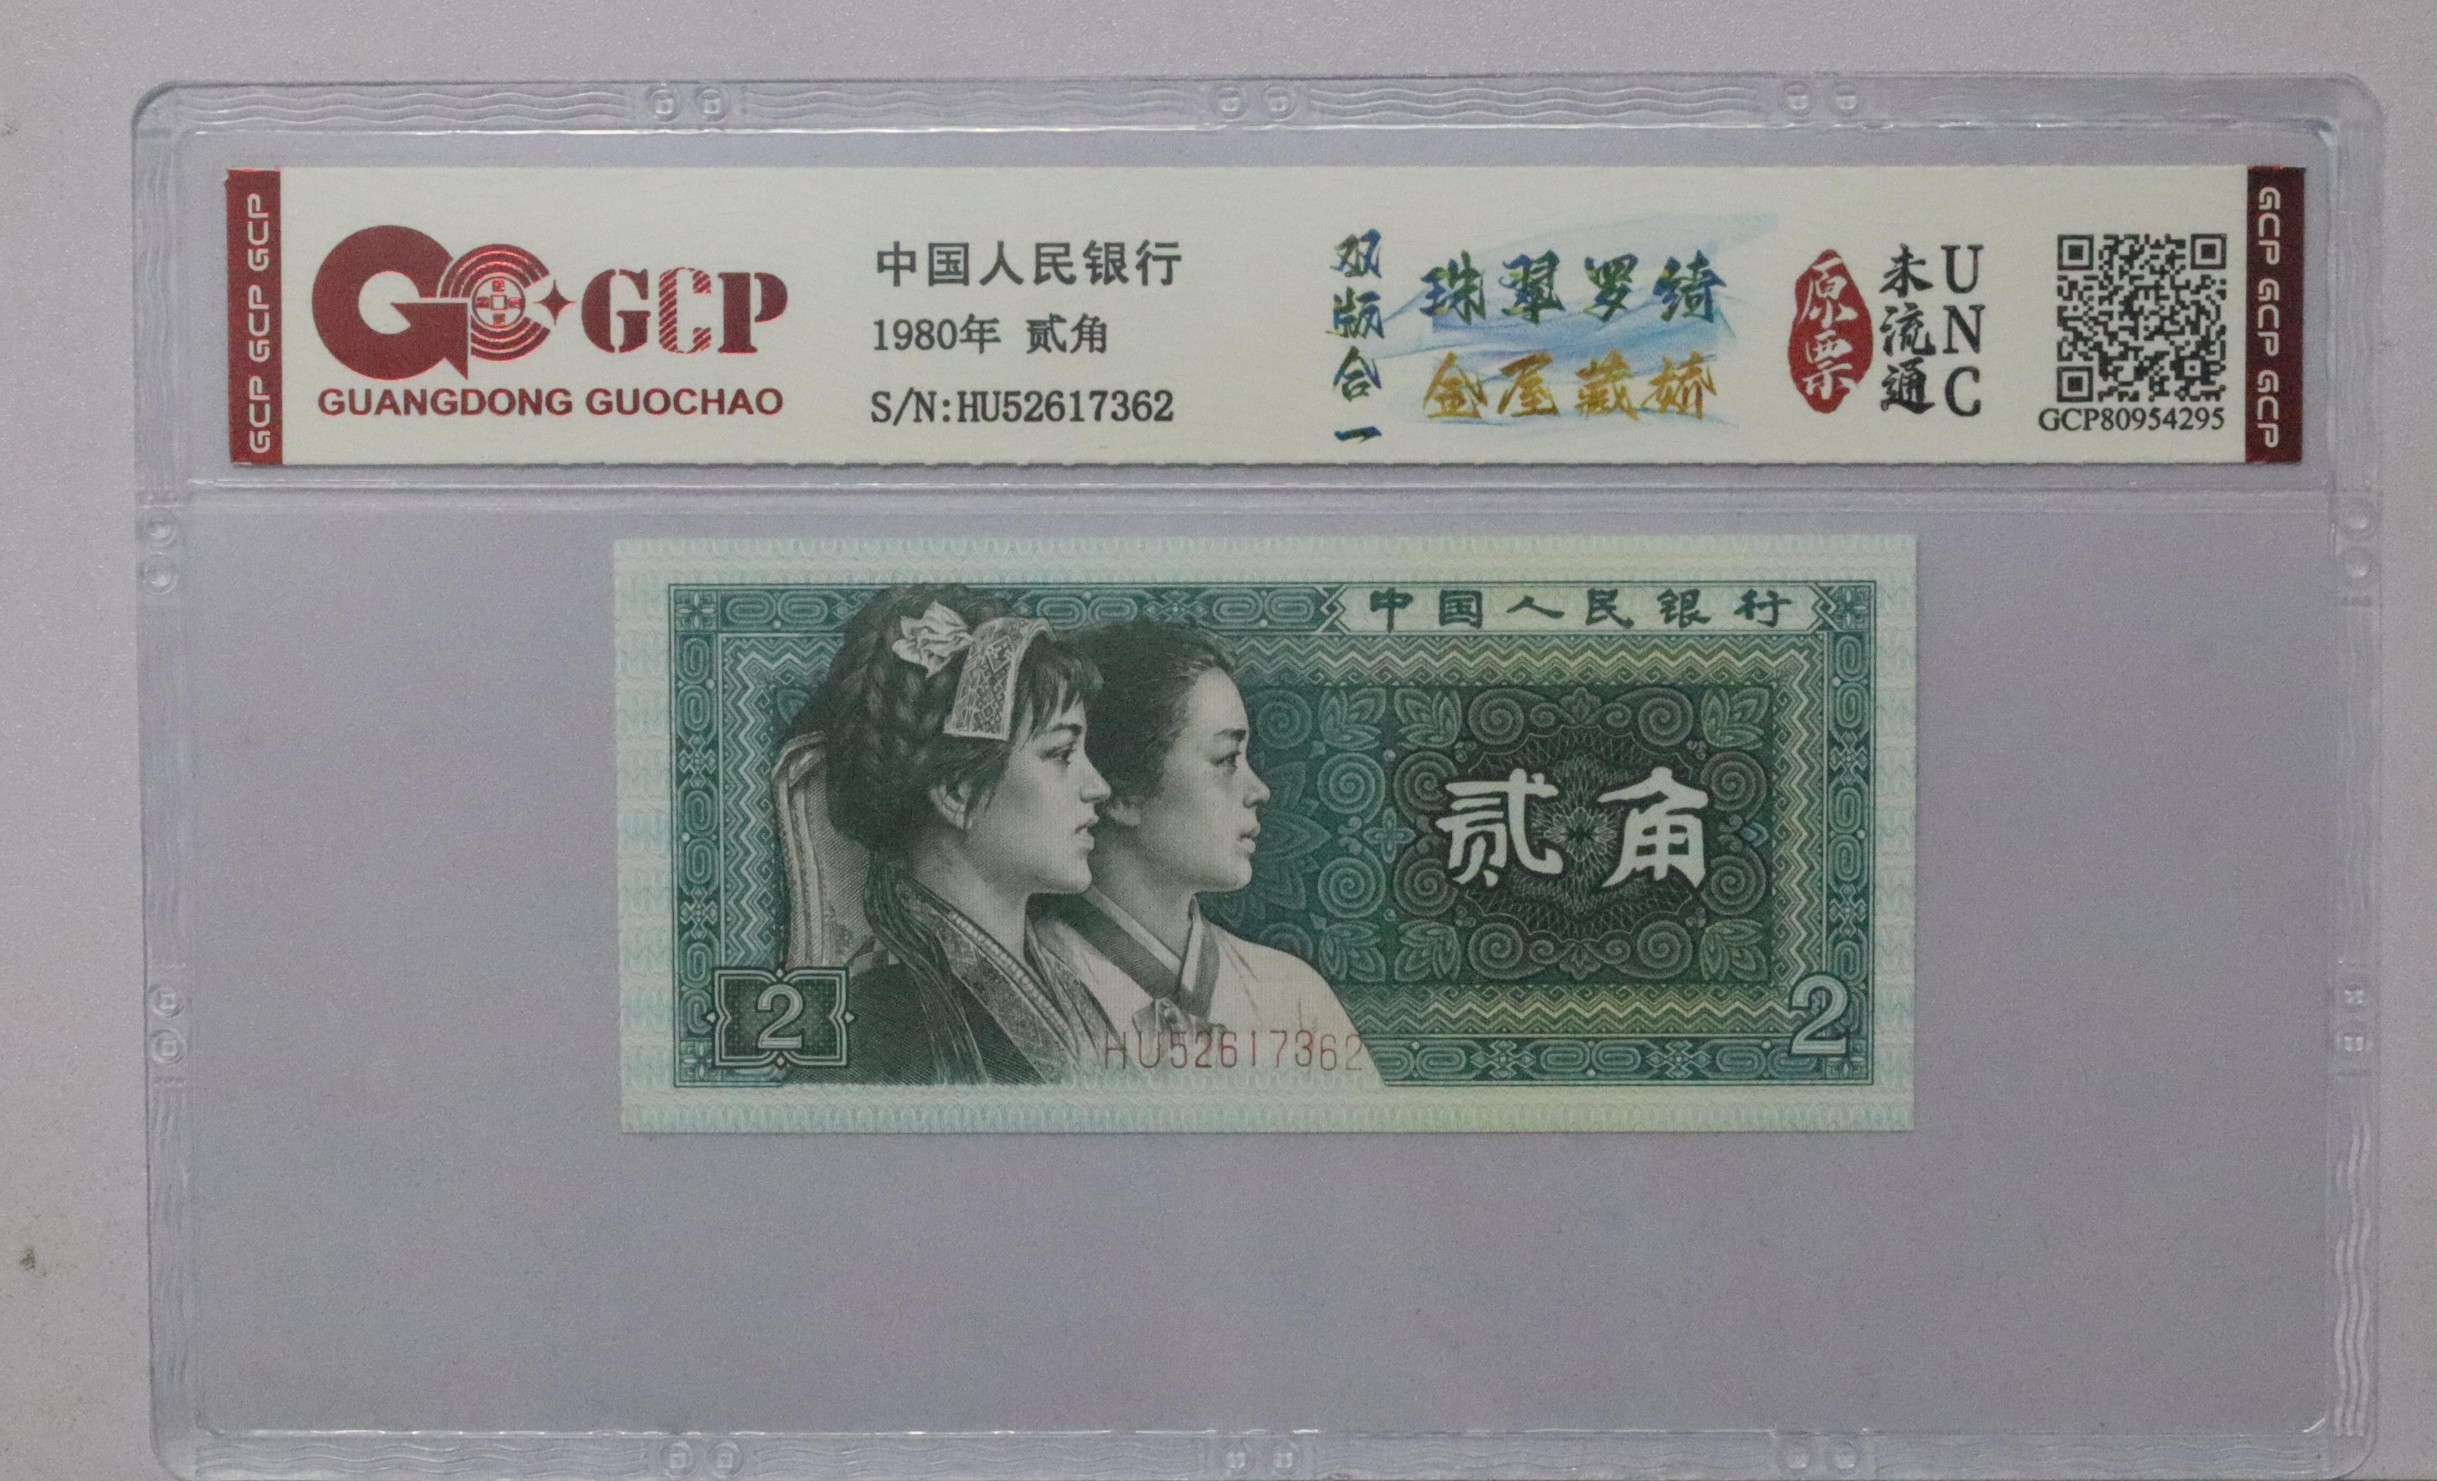 GCP GCP GCP
GCP
GUANGDONG GUOCHAO
中国人民银行
1980年 贰角
S/N:HU52617362
双版合一
珠翠罗绮
金屋藏娇
原票
未流通
UNC
GCP80954295
GCP GCP GCP
中国人民银行
贰角
2
HU52617362
2